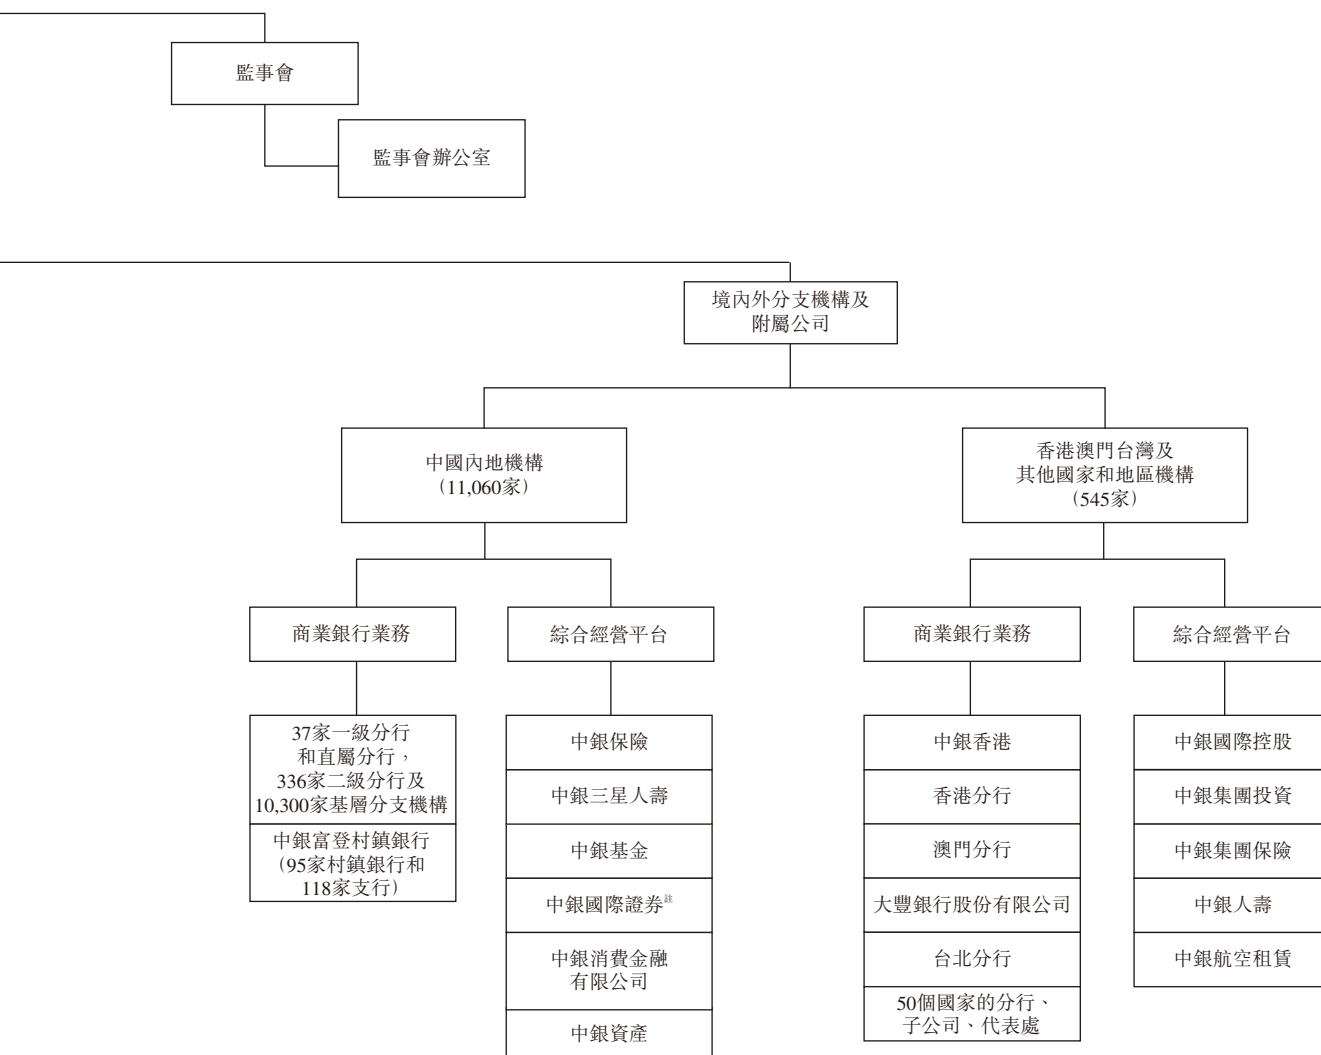 監事會
監事會辦公室
境內外分支機構及
附屬公司
中國內地機構
（11,060家）
香港澳門台灣及
其他國家和地區機構
（545家）
商業銀行業務
綜合經營平台
商業銀行業務
綜合經營平台
37家一級分行
和直屬分行，
336家二級分行及
10,300家基層分支機構
中銀富登村鎮銀行
（95家村鎮銀行和
118家支行）
中銀保險
中銀三星人壽
中銀基金
中銀國際證券註
中銀消費金融
有限公司
中銀資產
中銀香港
香港分行
澳門分行
大豐銀行股份有限公司
台北分行
50個國家的分行、
子公司、代表處
中銀國際控股
中銀集團投資
中銀集團保險
中銀人壽
中銀航空租賃